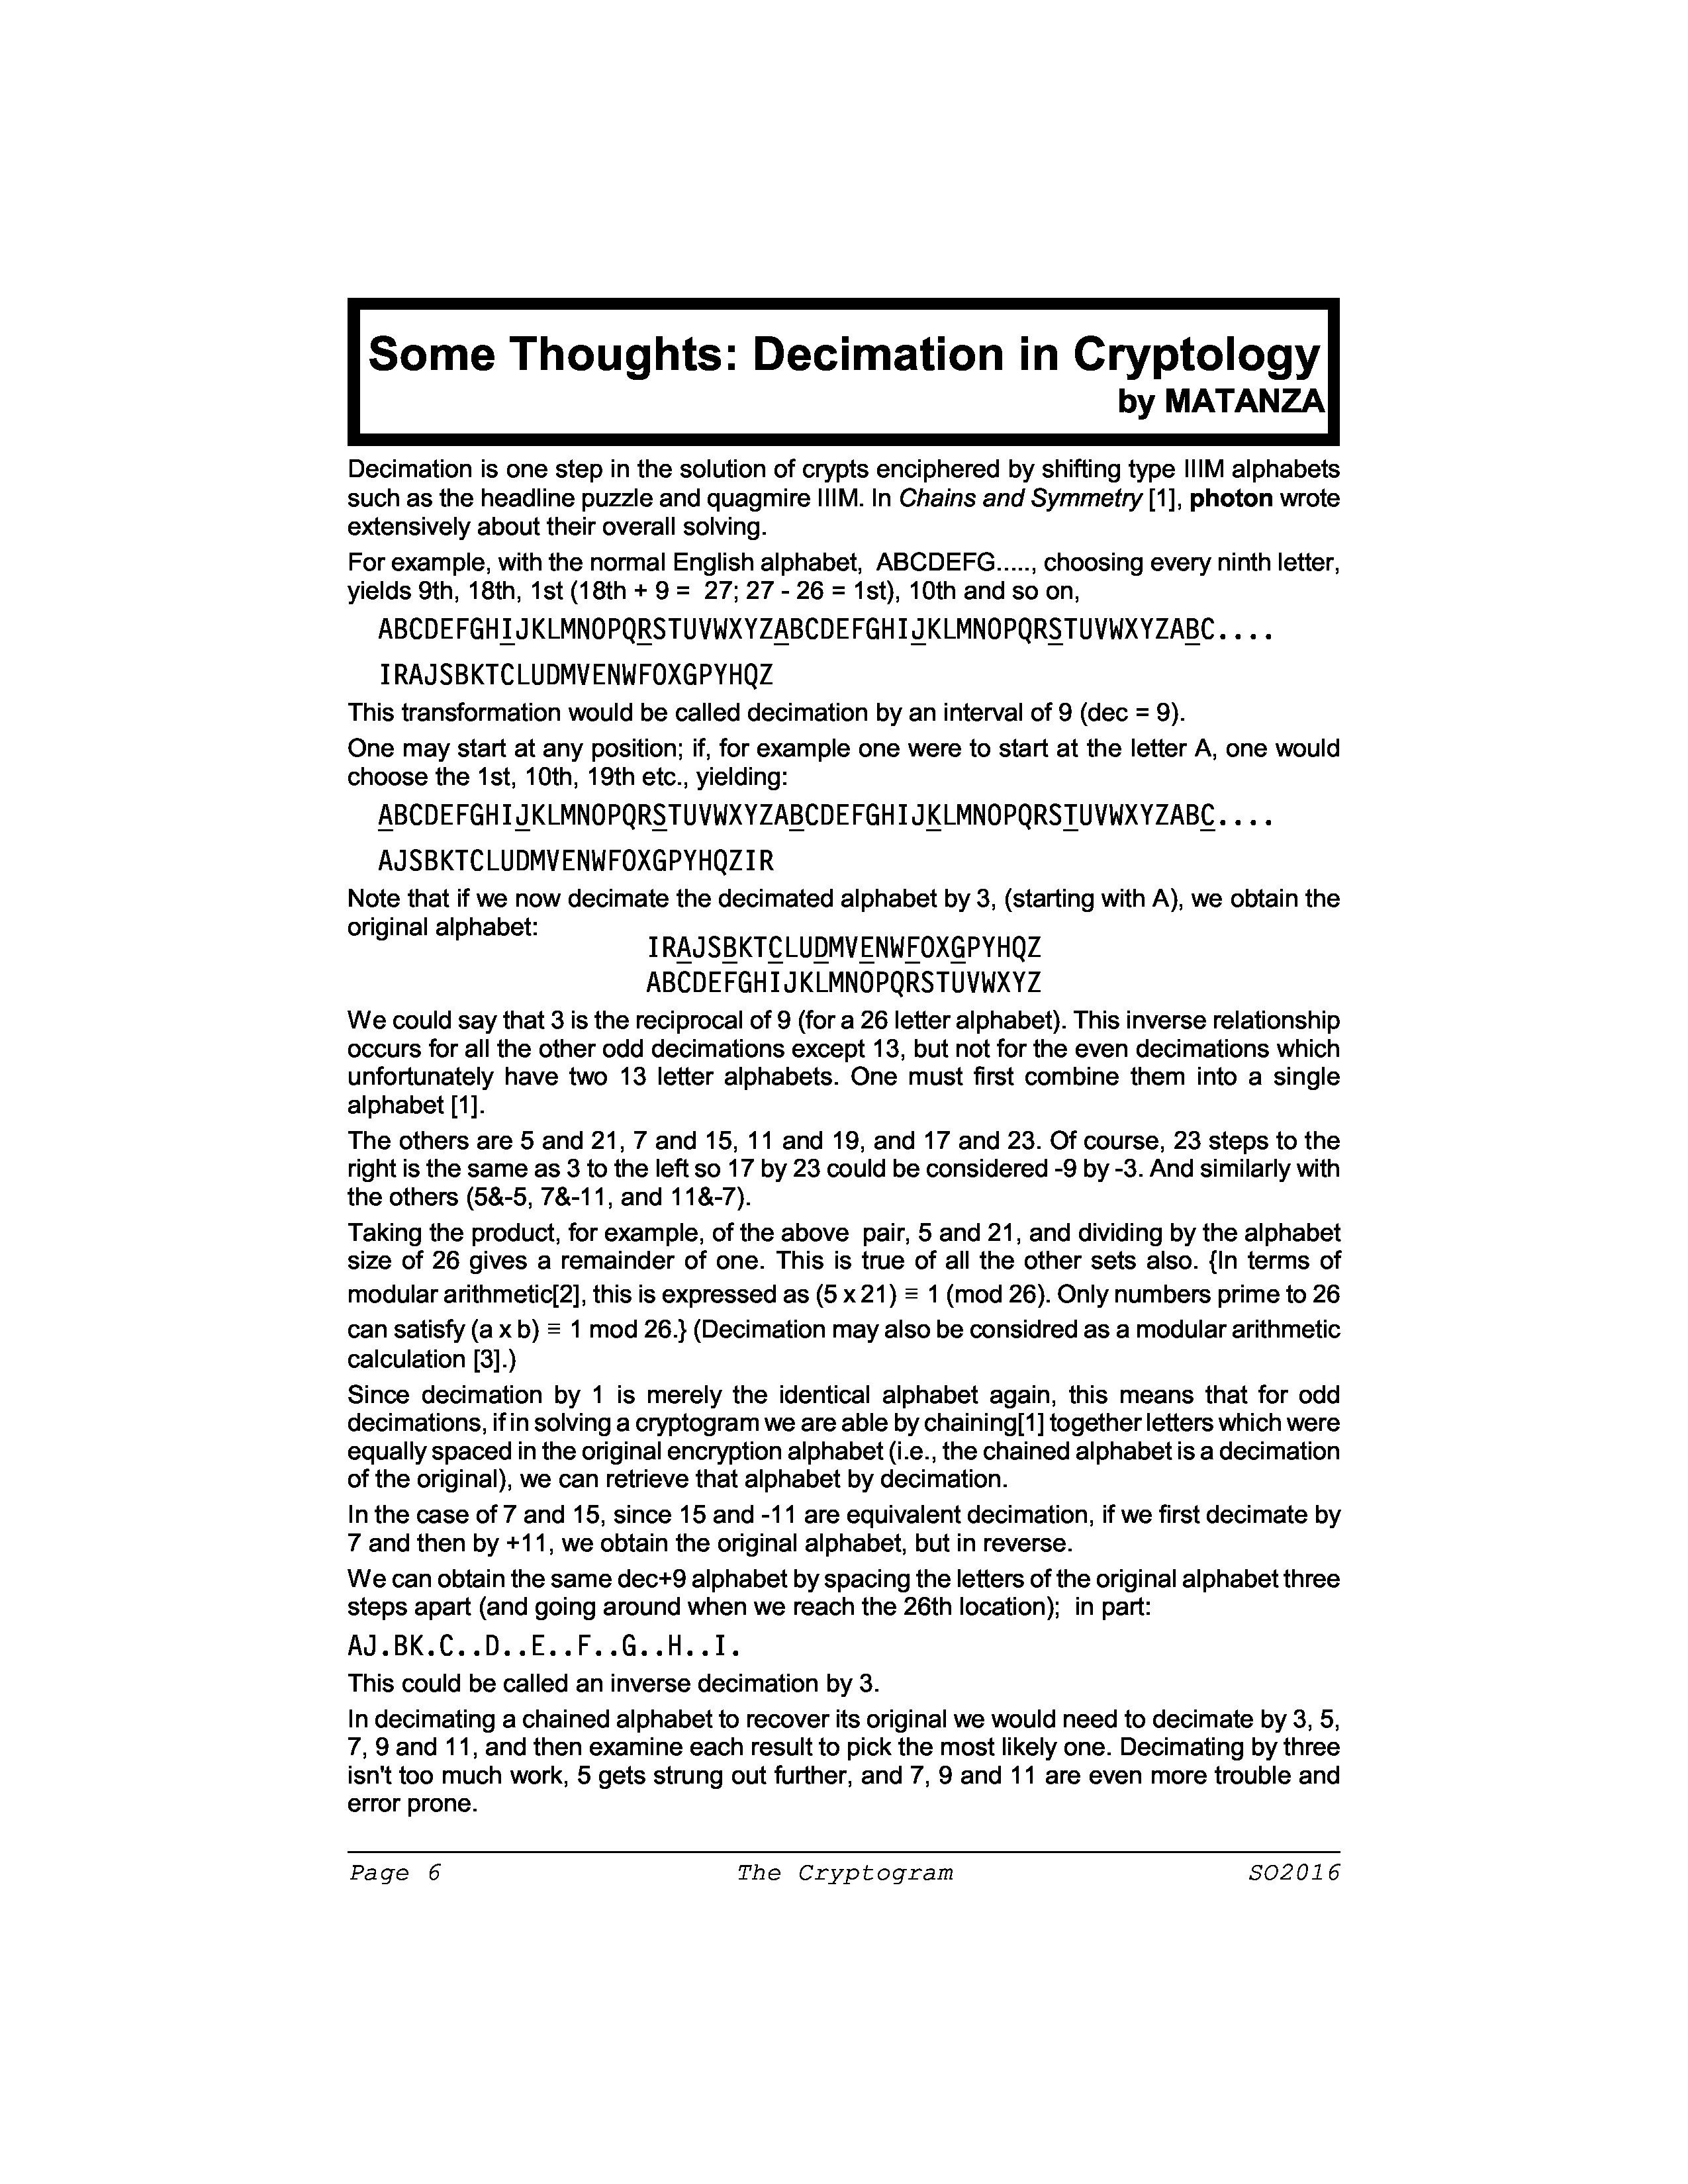 Some Thoughts: Decimation in Cryptology
by MATANZA
Decimation is one step in the solution of crypts enciphered by shifting type IIIM alphabets
such as the headline puzzle and quagmire IIIM. In Chains and Symmetry [1], photon wrote
extensively about their overall solving.
For example, with the normal English alphabet,  ABCDEFG....., choosing every ninth letter,
yields 9th, 18th, 1st (18th + 9 =  27; 27 - 26 = 1st), 10th and so on,
ABCDEFGHIJKLMNOPQRSTUVWXYZABCDEFGHIJKLMNOPQRSTUVWXYZABC....
IRAJSBKTCLUDMVENWFOXGPYHQZ
This transformation would be called decimation by an interval of 9 (dec = 9).
One may start at any position; if, for example one were to start at the letter A, one would
choose the 1st, 10th, 19th etc., yielding:
ABCDEFGHIJKLMNOPQRSTUVWXYZABCDEFGHIJKLMNOPQRSTUVWXYZABC....
AJSBKTCLUDMVENWFOXGPYHQZIR
Note that if we now decimate the decimated alphabet by 3, (starting with A), we obtain the
original alphabet:
IRAJSBKTCLUDMVENWFOXGPYHQZ
ABCDEFGHIJKLMNOPQRSTUVWXYZ
We could say that 3 is the reciprocal of 9 (for a 26 letter alphabet). This inverse relationship
occurs for all the other odd decimations except 13, but not for the even decimations which
unfortunately have two 13 letter alphabets. One must first combine them into a single
alphabet [1].
The others are 5 and 21, 7 and 15, 11 and 19, and 17 and 23. Of course, 23 steps to the
right is the same as 3 to the left so 17 by 23 could be considered -9 by -3. And similarly with
the others (5&-5, 7&-11, and 11&-7).
Taking the product, for example, of the above  pair, 5 and 21, and dividing by the alphabet
size of 26 gives a remainder of one. This is true of all the other sets also. {In terms of
modular arithmetic[2], this is expressed as (5 x 21) ≡ 1 (mod 26). Only numbers prime to 26
can satisfy (a x b) ≡ 1 mod 26.} (Decimation may also be considred as a modular arithmetic
calculation [3].)
Since decimation by 1 is merely the identical alphabet again, this means that for odd
decimations, if in solving a cryptogram we are able by chaining[1] together letters which were
equally spaced in the original encryption alphabet (i.e., the chained alphabet is a decimation
of the original), we can retrieve that alphabet by decimation.
In the case of 7 and 15, since 15 and -11 are equivalent decimation, if we first decimate by
7 and then by +11, we obtain the original alphabet, but in reverse.
We can obtain the same dec+9 alphabet by spacing the letters of the original alphabet three
steps apart (and going around when we reach the 26th location);  in part:
AJ.BK.C..D..E..F..G..H..I.
This could be called an inverse decimation by 3.
In decimating a chained alphabet to recover its original we would need to decimate by 3, 5,
7, 9 and 11, and then examine each result to pick the most likely one. Decimating by three
isn't too much work, 5 gets strung out further, and 7, 9 and 11 are even more trouble and
error prone.
Page 6 The Cryptogram SO2016